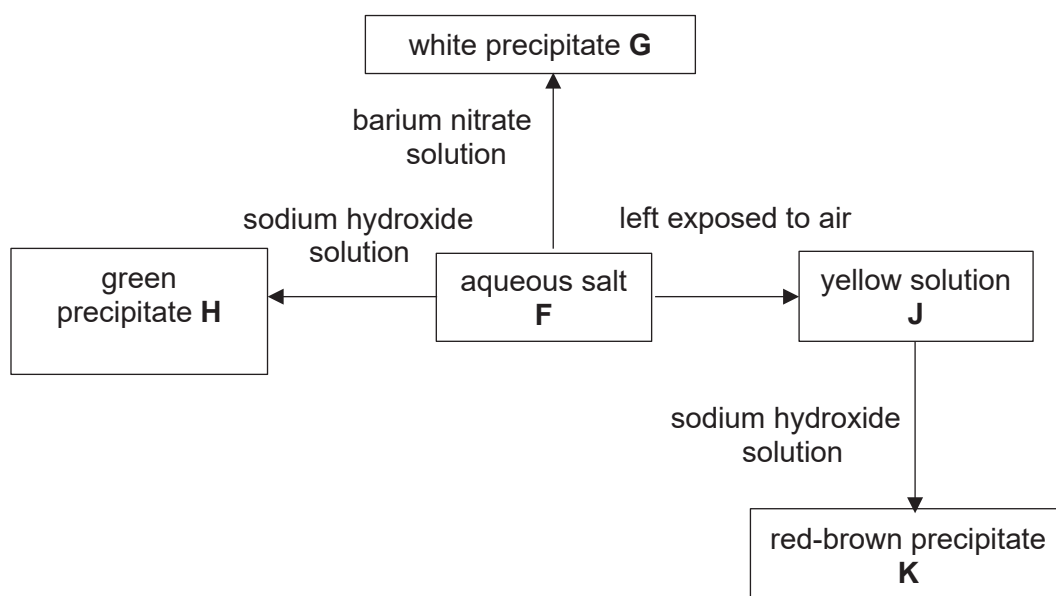 white precipitate G
barium nitrate
solution
sodium hydroxide
solution
left exposed to air
green
precipitate H
aqueous salt
F
yellow solution
J
sodium hydroxide
solution
red-brown precipitate
K